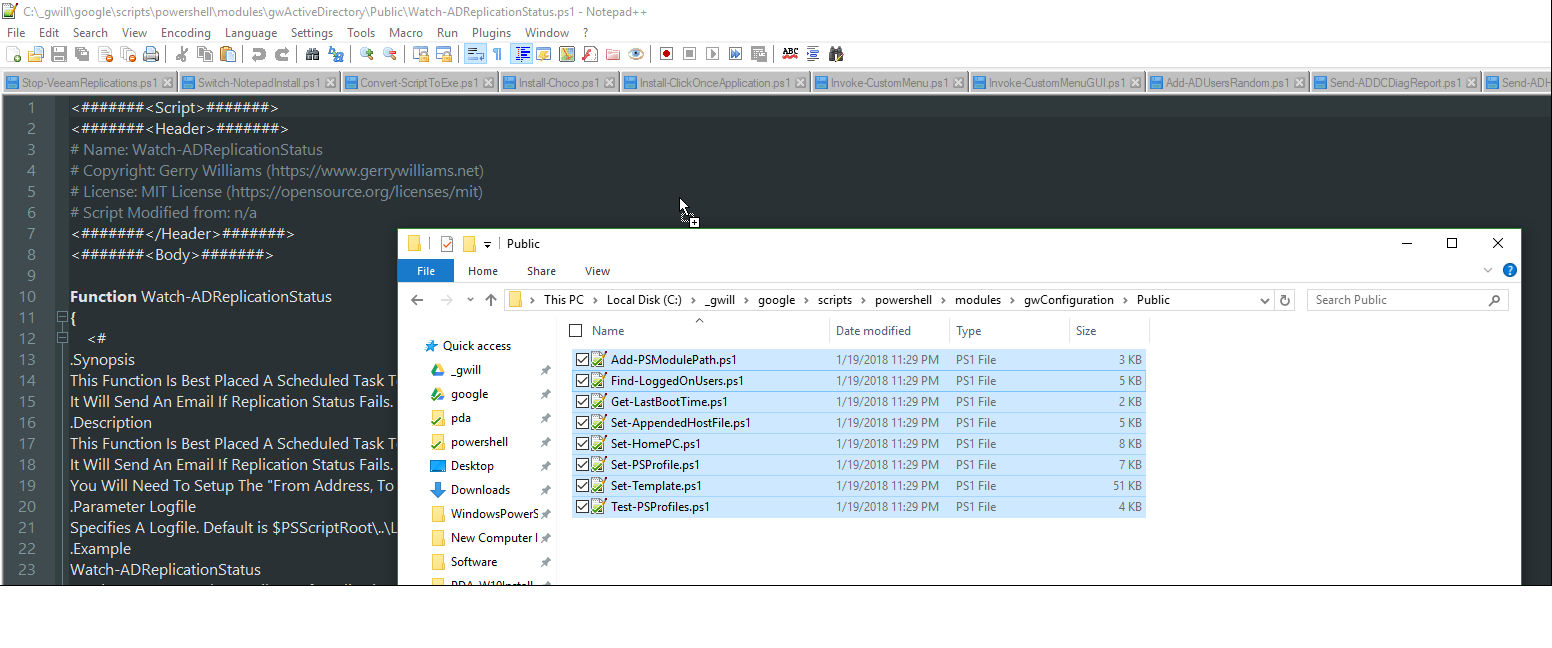 C:\_gwill\google\scripts\powershell\modules\gwActiveDirectory\Public\Watch-ADReplicationStatus.ps1 - Notepad++
File Edit Search View Encoding Language Settings Tools Macro Run Plugins Window ?
Stop-VeeamReplications.ps1 Switch-NotepadInstall.ps1 Convert-ScriptToExe.ps1 Install-Choco.ps1 Install-ClickOnceApplication.ps1 Invoke-CustomMenu.ps1 Invoke-CustomMenuGUI.ps1 Add-ADUsersRandom.ps1 Send-ADDCDiagReport.ps1 Send-ADH
1 <#######<Script>#######>
2 <#######<Header>#######>
3 # Name: Watch-ADReplicationStatus
4 # Copyright: Gerry Williams (https://www.gerrywilliams.net)
5 # License: MIT License (https://opensource.org/licenses/mit)
6 # Script Modified from: n/a
7 <#######</Header>#######>
8 <#######<Body>#######>
9
10 Function Watch-ADReplicationStatus
11 {
12 <#
13 .Synopsis
14 This Function Is Best Placed A Scheduled Task T
15 It Will Send An Email If Replication Status Fails.
16 .Description
17 This Function Is Best Placed A Scheduled Task T
18 It Will Send An Email If Replication Status Fails.
19 You Will Need To Setup The "From Address, To
20 .Parameter Logfile
21 Specifies A Logfile. Default is $PSScriptRoot\..\L
22 .Example
23 Watch-ADReplicationStatus
Public
File Home Share View
This PC Local Disk (C:) _gwill google scripts powershell modules gwConfiguration Public
Search Public
Quick access
_gwill
google
pda
powershell
Desktop
Downloads
WindowsPowerS
New Computer
Software
PDA-W10Install
Name Date modified Type Size
Add-PSModulePath.ps1 1/19/2018 11:29 PM PS1 File 3 KB
Find-LoggedOnUsers.ps1 1/19/2018 11:29 PM PS1 File 5 KB
Get-LastBootTime.ps1 1/19/2018 11:29 PM PS1 File 2 KB
Set-AppendedHostFile.ps1 1/19/2018 11:29 PM PS1 File 5 KB
Set-HomePC.ps1 1/19/2018 11:29 PM PS1 File 8 KB
Set-PSProfile.ps1 1/19/2018 11:29 PM PS1 File 7 KB
Set-Template.ps1 1/19/2018 11:29 PM PS1 File 51 KB
Test-PSProfiles.ps1 1/19/2018 11:29 PM PS1 File 4 KB